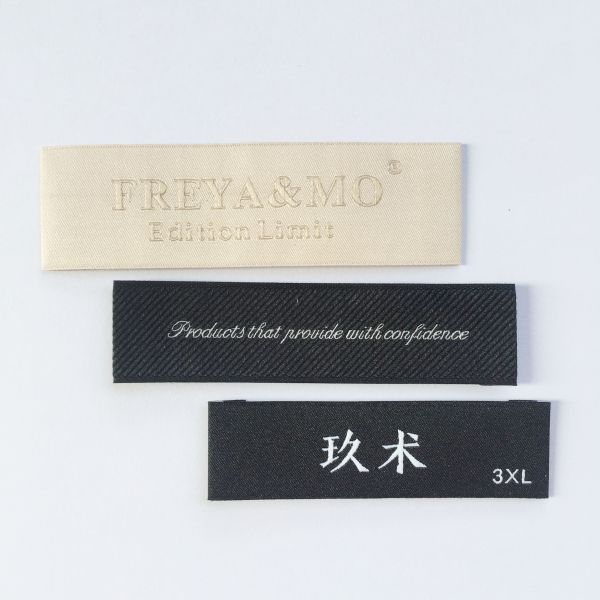 FREYA&MO®
Edition Limit
Products that provide with confidence
玖术
3XL